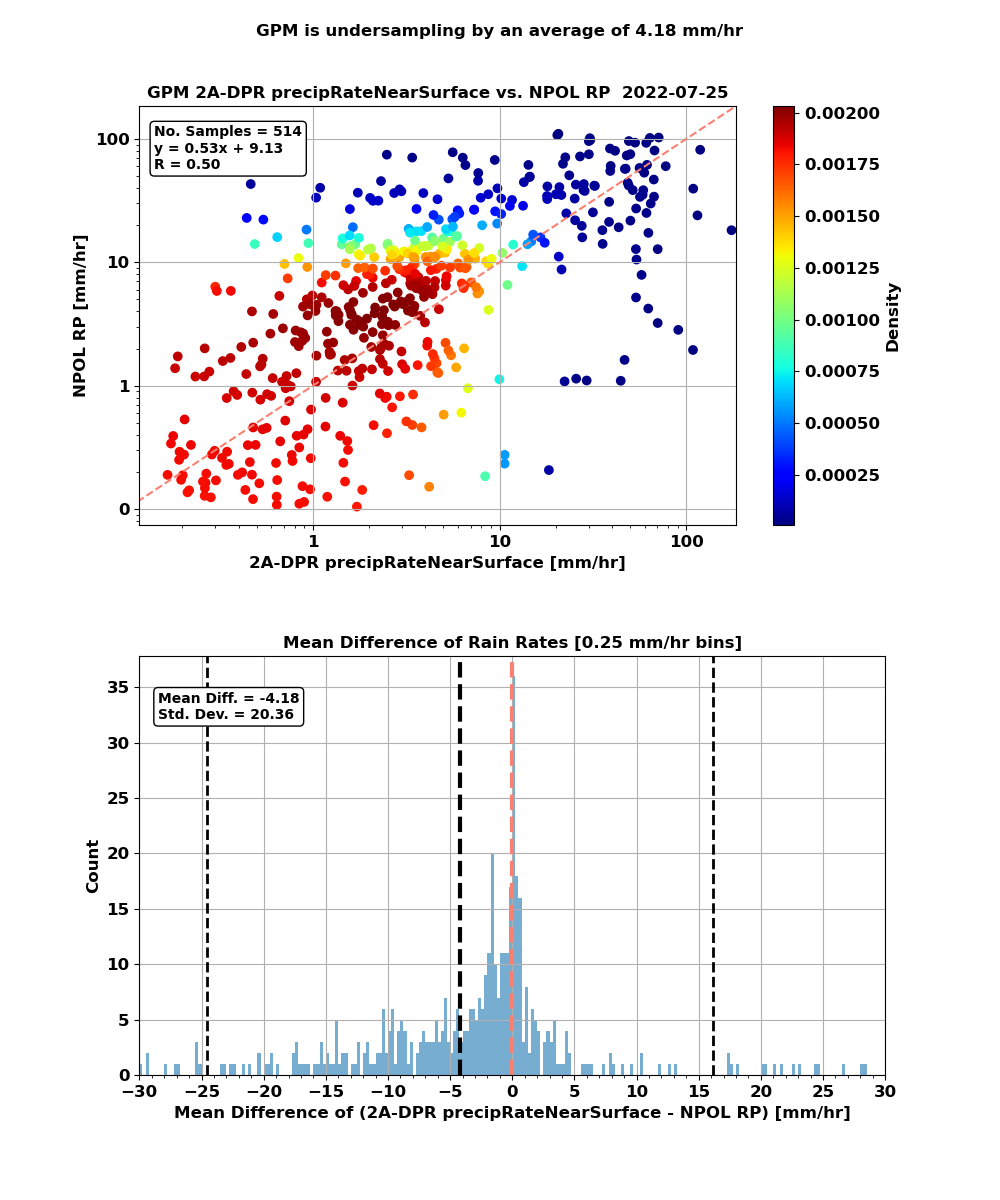 GPM is undersampling by an average of 4.18 mm/hr
GPM 2A-DPR precipRateNearSurface vs. NPOL RP 2022-07-25
No. Samples = 514
y = 0.53x + 9.13
R = 0.50
100
10
1
0
NPOL RP [mm/hr]
1 10 100
2A-DPR precipRateNearSurface [mm/hr]
0.00200
0.00175
0.00150
0.00125
0.00100
0.00075
0.00050
0.00025
Density
Mean Difference of Rain Rates [0.25 mm/hr bins]
Mean Diff. = -4.18
Std. Dev. = 20.36
35
30
25
20
15
10
5
0
Count
−30 −25 −20 −15 −10 −5 0 5 10 15 20 25 30
Mean Difference of (2A-DPR precipRateNearSurface - NPOL RP) [mm/hr]